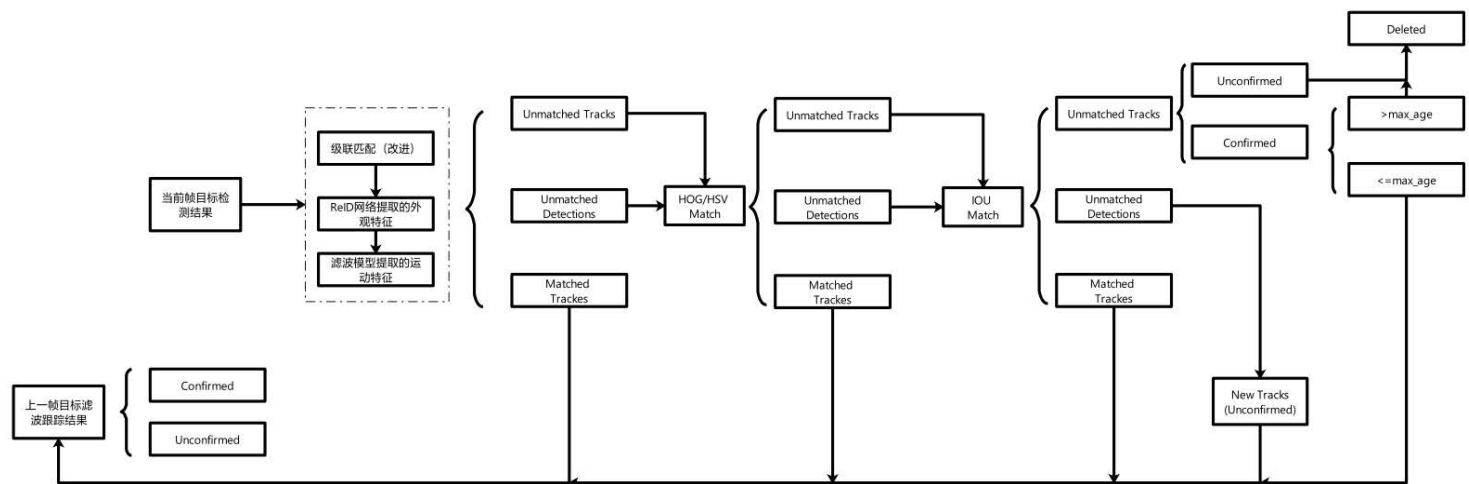 Deleted
Unconfirmed
Unmatched Tracks
Unmatched Tracks
Unmatched Tracks
>max_age
级联匹配（改进）
Confirmed
<=max_age
当前帧目标检
测结果
ReID网络提取的外
观特征
Unmatched
Detections
HOG/HSV
Match
Unmatched
Detections
IOU
Match
Unmatched
Detections
滤波模型提取的运
动特征
Matched
Trackes
Matched
Trackes
Matched
Trackes
Confirmed
上一帧目标滤
波跟踪结果
New Tracks
(Unconfirmed)
Unconfirmed